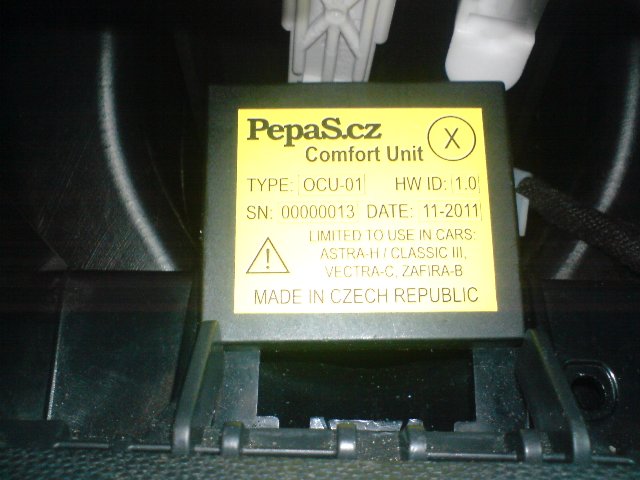 PepaS.cz
Comfort Unit
X
TYPE: OCU-01 HW ID: 1.0
SN: 00000013 DATE: 11-2011
LIMITED TO USE IN CARS:
ASTRA-H / CLASSIC III,
VECTRA-C, ZAFIRA-B
!
MADE IN CZECH REPUBLIC